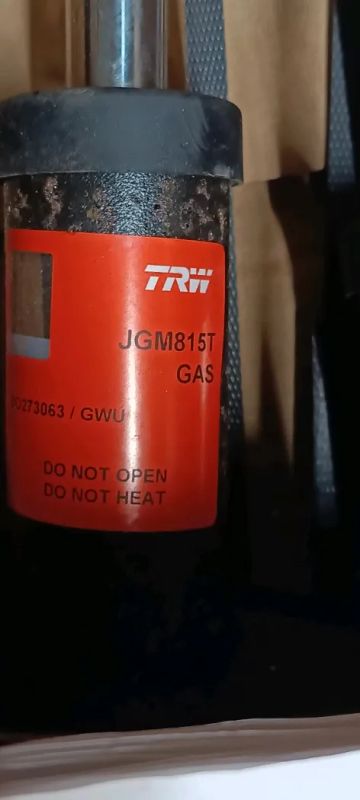 TRW
JGM815T
GAS
/ GWU
DO NOT OPEN
DO NOT HEAT